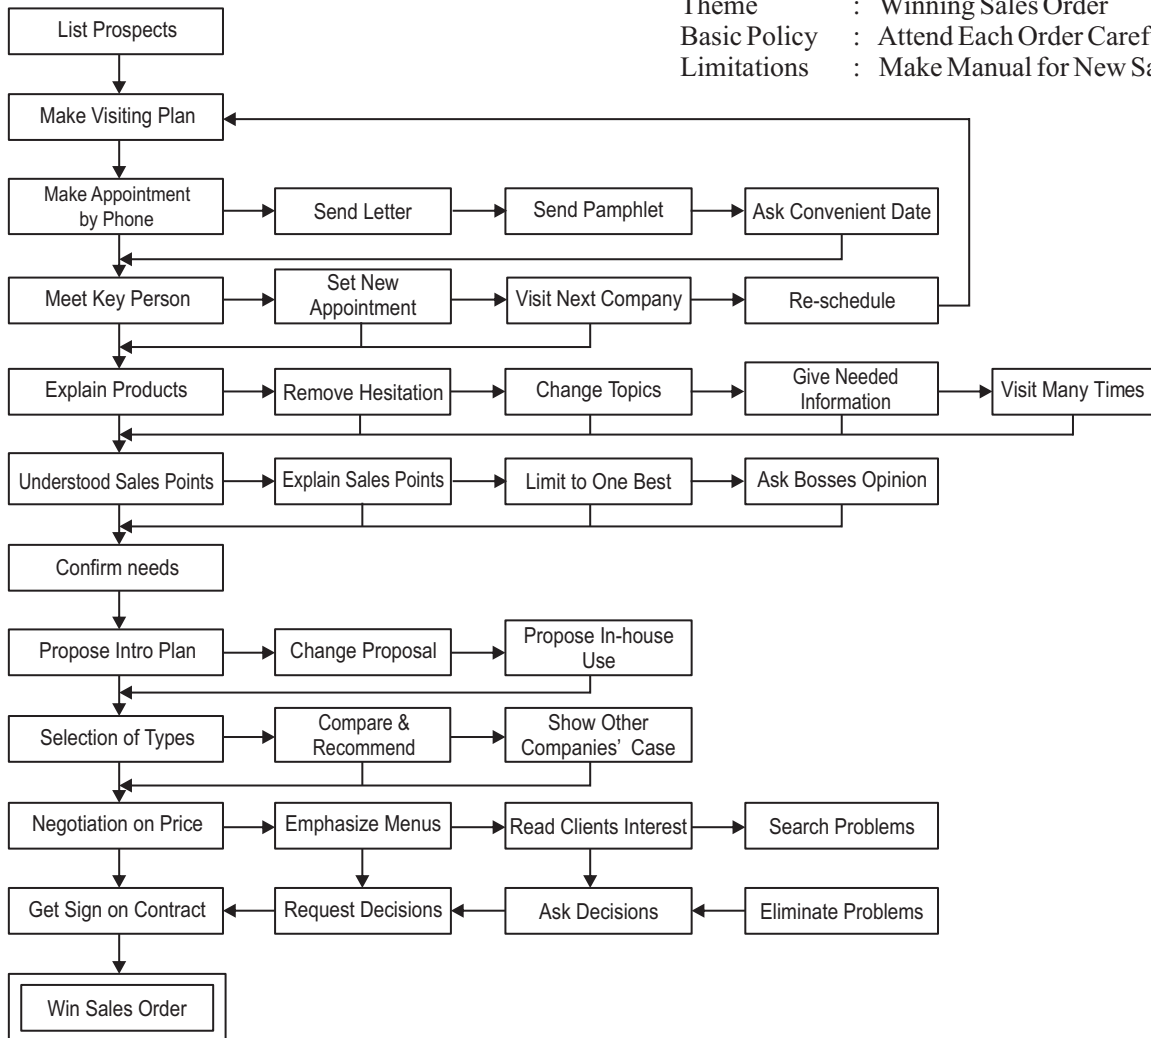 Theme : Winning Sales Order
Basic Policy : Attend Each Order
Limitations : Make Manual for New
List Prospects
Make Visiting Plan
Make Appointment
by Phone
Send Letter
Send Pamphlet
Ask Convenient Date
Meet Key Person
Set New
Appointment
Visit Next Company
Re-schedule
Explain Products
Remove Hesitation
Change Topics
Give Needed
Information
Visit Many Times
Understood Sales Points
Explain Sales Points
Limit to One Best
Ask Bosses Opinion
Confirm needs
Propose Intro Plan
Change Proposal
Propose In-house
Use
Selection of Types
Compare &
Recommend
Show Other
Companies’ Case
Negotiation on Price
Emphasize Menus
Read Clients Interest
Search Problems
Get Sign on Contract
Request Decisions
Ask Decisions
Eliminate Problems
Win Sales Order